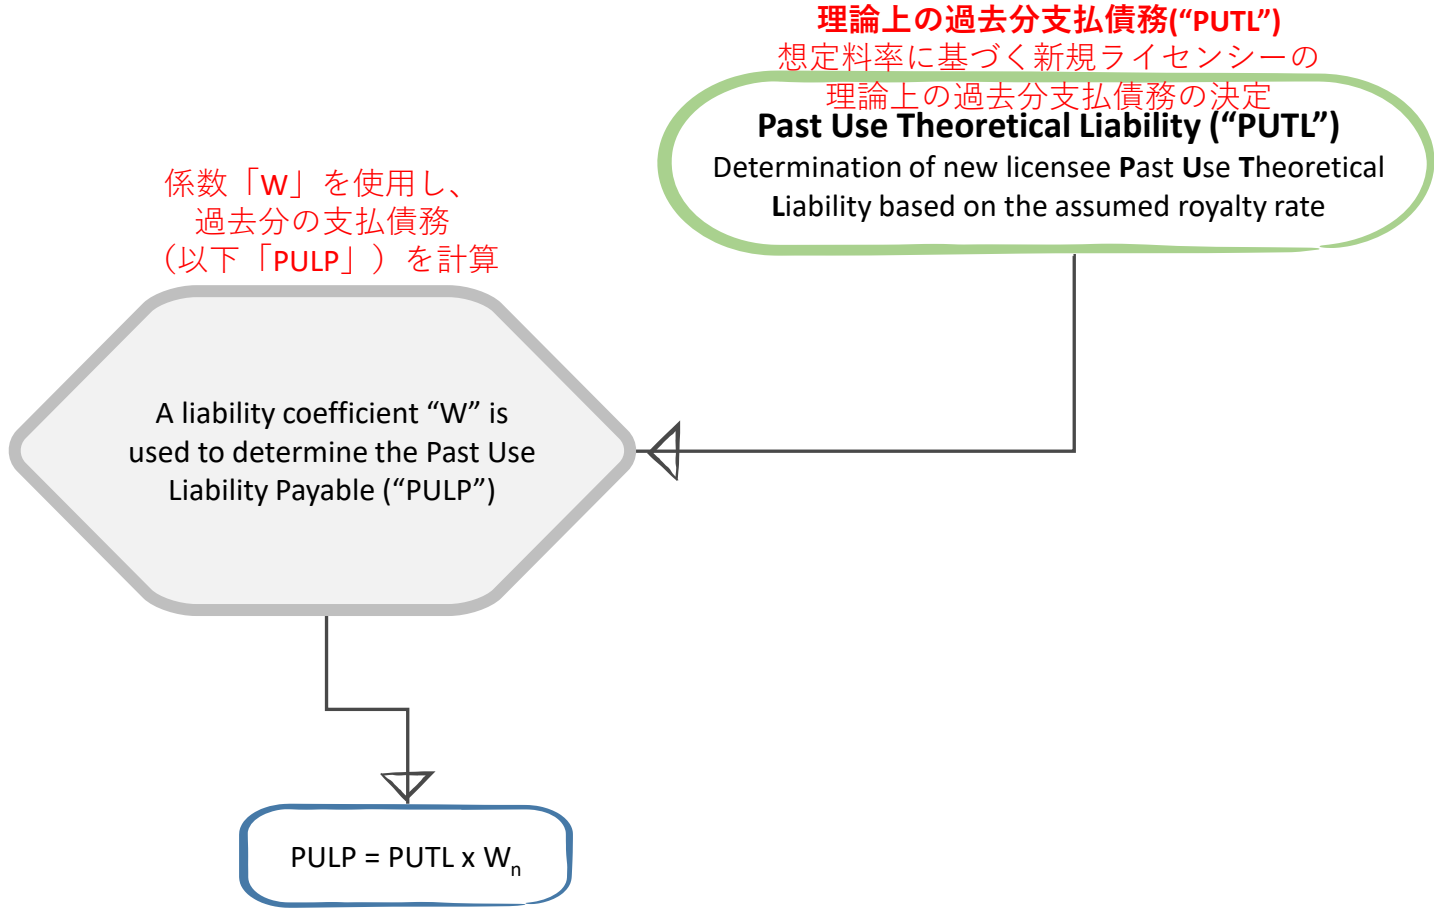 理論上の過去分支払債務(“PUTL”)
想定料率に基づく新規ライセンシーの
理論上の過去分支払債務の決定
Past Use Theoretical Liability (“PUTL”)
Determination of new licensee Past Use Theoretical
Liability based on the assumed royalty rate
係数「W」を使用し、
過去分の支払債務
（以下「PULP」）を計算
A liability coefficient “W” is
used to determine the Past Use
Liability Payable (“PULP”)
PULP = PUTL x Wn